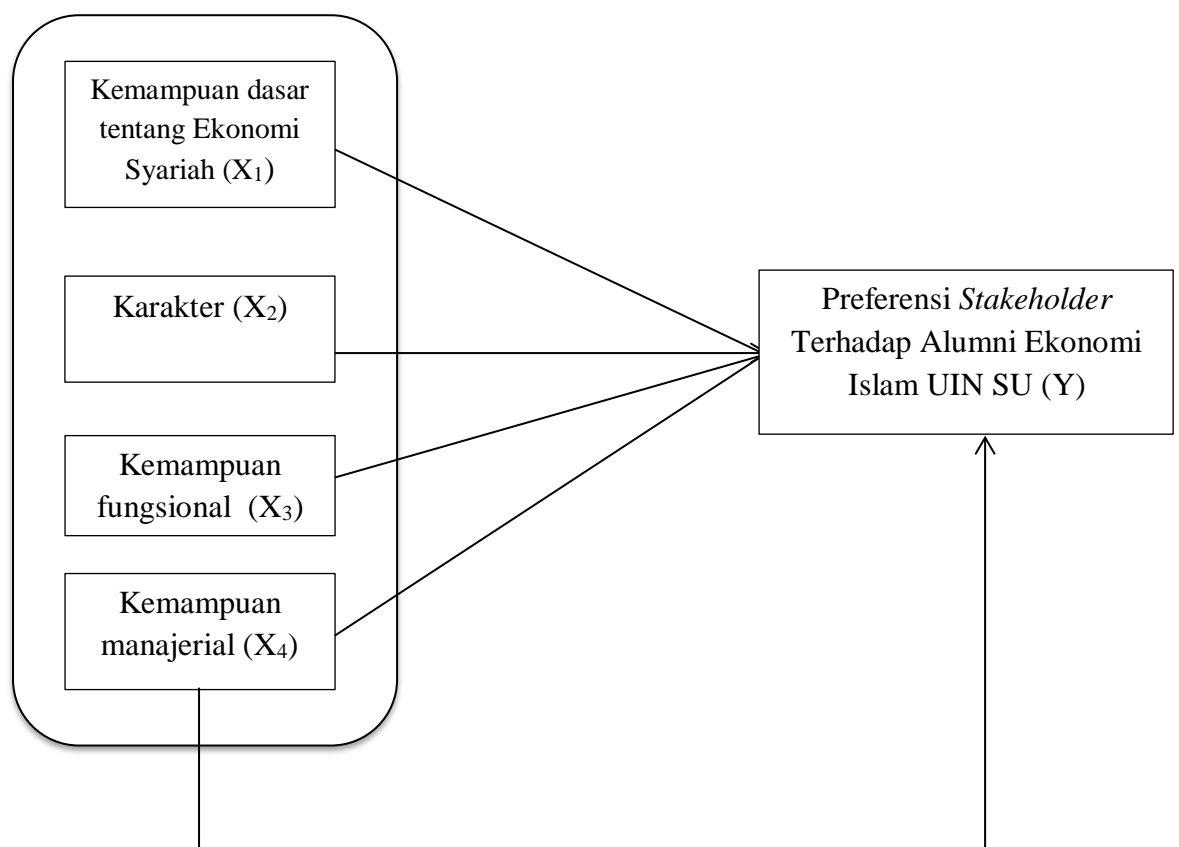 Kemampuan dasar
tentang Ekonomi
Syariah (X₁)
Karakter (X₂)
Kemampuan
fungsional (X₃)
Kemampuan
manajerial (X₄)
Preferensi Stakeholder
Terhadap Alumni Ekonomi
Islam UIN SU (Y)